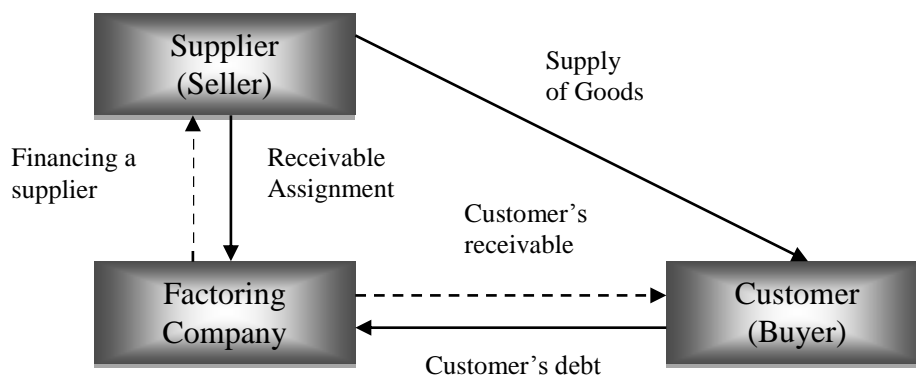 Supplier
(Seller)
Supply
of Goods
Financing a
supplier
Receivable
Assignment
Customer’s
receivable
Factoring
Company
Customer
(Buyer)
Customer’s debt